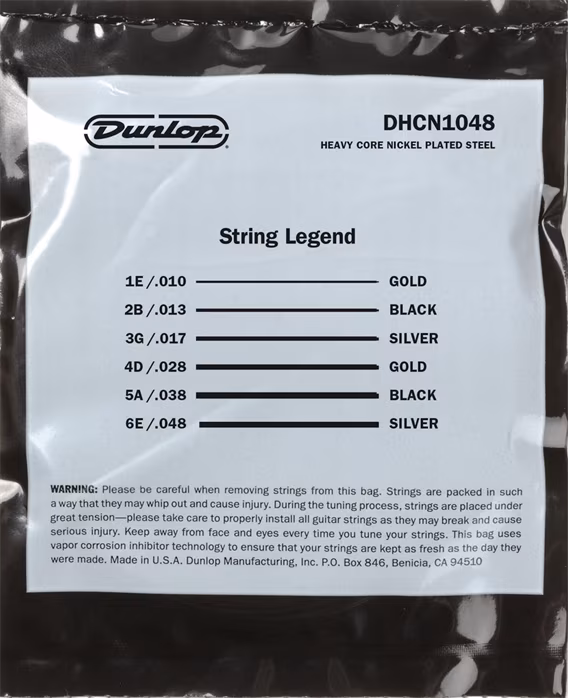 Dunlop®
DHCN1048
HEAVY CORE NICKEL PLATED STEEL
String Legend
1E /.010 GOLD
2B /.013 BLACK
3G /.017 SILVER
4D /.028 GOLD
5A /.038 BLACK
6E /.048 SILVER
WARNING: Please be careful when removing strings from this bag. Strings are packed in such
a way that they may whip out and cause injury. During the tuning process, strings are placed under
great tension—please take care to properly install all guitar strings as they may break and cause
serious injury. Keep away from face and eyes every time you tune your strings. This bag uses
vapor corrosion inhibitor technology to ensure that your strings are kept as fresh as the day they
were made. Made in U.S.A. Dunlop Manufacturing, Inc. P.O. Box 846, Benicia, CA 94510